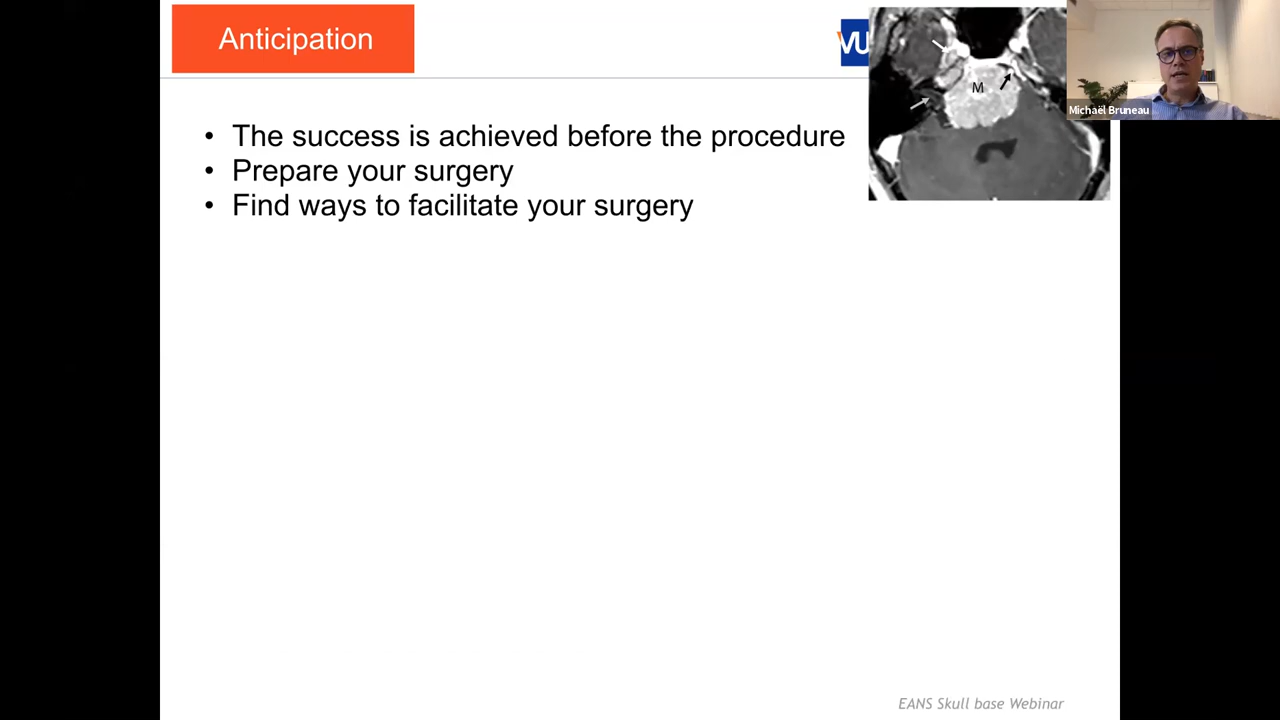 Anticipation
VU
M
Michaël Bruneau
• The success is achieved before the procedure
• Prepare your surgery
• Find ways to facilitate your surgery
EANS Skull base Webinar